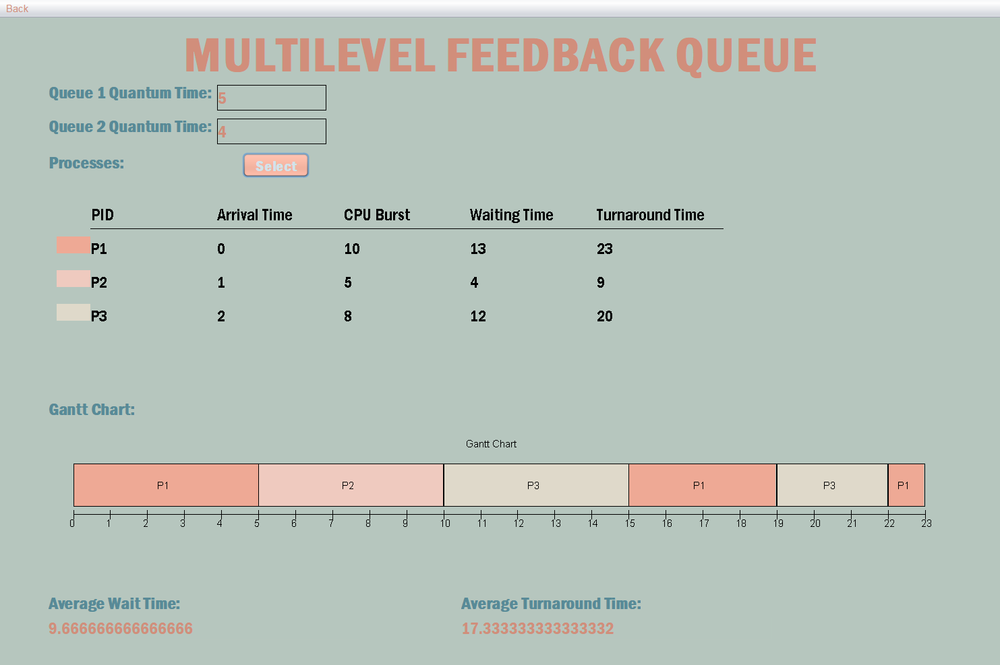 Back
MULTILEVEL FEEDBACK QUEUE
Queue 1 Quantum Time: 5
Queue 2 Quantum Time: 4
Processes: Select
PID Arrival Time CPU Burst Waiting Time Turnaround Time
P1 0 10 13 23
P2 1 5 4 9
P3 2 8 12 20
Gantt Chart:
Gantt Chart
P1 P2 P3 P1 P3 P1
0 1 2 3 4 5 6 7 8 9 10 11 12 13 14 15 16 17 18 19 20 21 22 23
Average Wait Time: Average Turnaround Time:
9.666666666666666 17.333333333333332